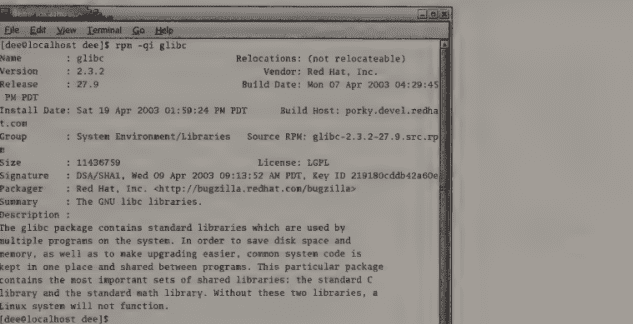 File Edit View Terminal Go Help
[dee@localhost dee]$ rpm -qi glibc
Name : glibc Relocations: (not relocateable)
Version : 2.3.2 Vendor: Red Hat, Inc.
Release : 27.9 Build Date: Mon 07 Apr 2003 04:29:45
PM PDT
Install Date: Sat 19 Apr 2003 01:59:24 PM PDT Build Host: porky.devel.redha
t.com
Group : System Environment/Libraries Source RPM: glibc-2.3.2-27.9.src.rp
m
Size : 11436759 License: LGPL
Signature : DSA/SHA1, Wed 09 Apr 2003 09:13:52 AM PDT, Key ID 219180cddb42a60e
Packager : Red Hat, Inc. <http://bugzilla.redhat.com/bugzilla>
Summary : The GNU libc libraries.
Description :
The glibc package contains standard libraries which are used by
multiple programs on the system. In order to save disk space and
memory, as well as to make upgrading easier, common system code is
kept in one place and shared between programs. This particular package
contains the most important sets of shared libraries: the standard C
library and the standard math library. Without these two libraries, a
Linux system will not function.
[dee@localhost dee]$